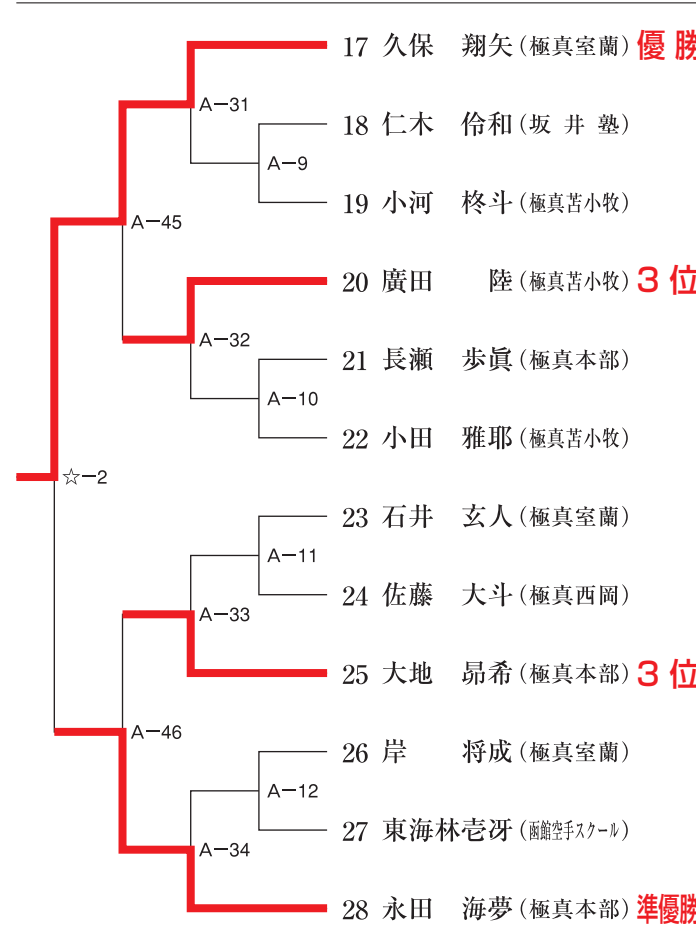 17 久保 翔矢（極真室蘭） 優勝
A－31
18 仁木 伶和（坂井塾）
A－9
19 小河 柊斗（極真苫小牧）
A－45
20 廣田 陸（極真苫小牧） 3位
A－32
21 長瀬 歩眞（極真本部）
A－10
22 小田 雅耶（極真苫小牧）
☆－2
23 石井 玄人（極真室蘭）
A－11
24 佐藤 大斗（極真西岡）
A－33
25 大地 昴希（極真本部） 3位
A－46
26 岸 将成（極真室蘭）
A－12
27 東海林壱冴（函館空手スクール）
A－34
28 永田 海夢（極真本部） 準優勝